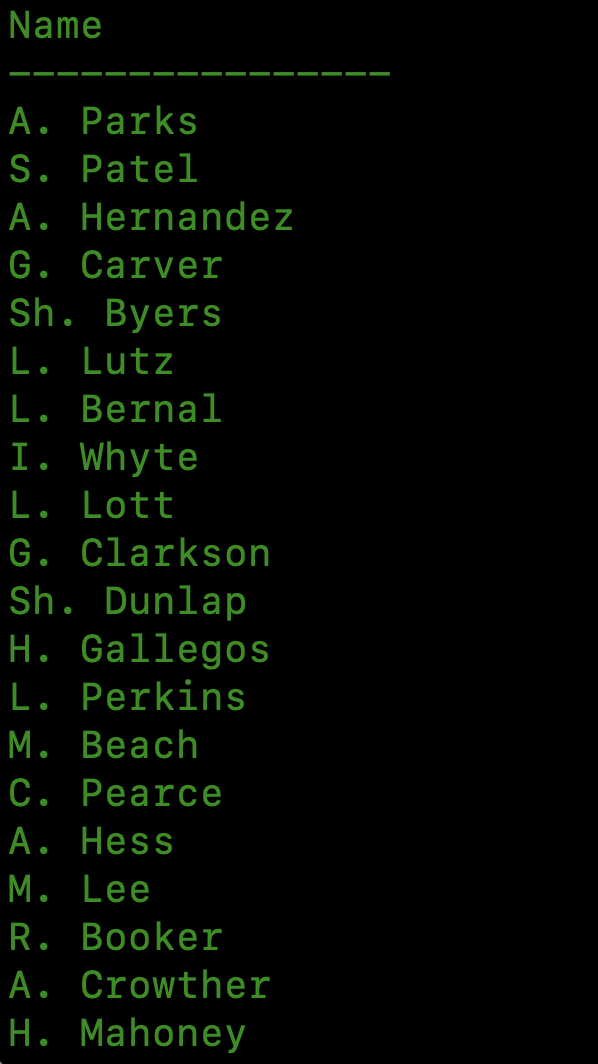 Name
----------------
A. Parks
S. Patel
A. Hernandez
G. Carver
Sh. Byers
L. Lutz
L. Bernal
I. Whyte
L. Lott
G. Clarkson
Sh. Dunlap
H. Gallegos
L. Perkins
M. Beach
C. Pearce
A. Hess
M. Lee
R. Booker
A. Crowther
H. Mahoney